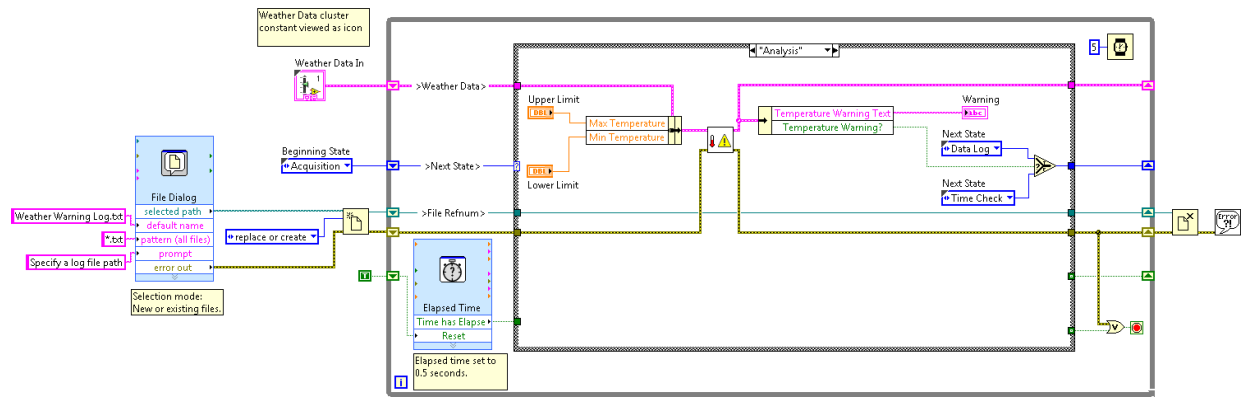 Weather Data cluster
constant viewed as icon
Weather Data In
1
"Analysis"
5
>Weather Data>
Upper Limit
DBL
Max Temperature
Min Temperature
DBL
Lower Limit
Temperature Warning Text
Temperature Warning?
Warning
abc
Next State
Data Log
?
Next State
Time Check
Beginning State
Acquisition
>Next State>
?
File Dialog
selected path
default name
pattern (all files)
prompt
error out
Weather Warning Log.txt
*.txt
Specify a log file path
Selection mode:
New or existing files.
replace or create
>File Refnum>
Error
?!
T
?
Elapsed Time
Time has Elapse
Reset
V
Elapsed time set to
0.5 seconds.
i